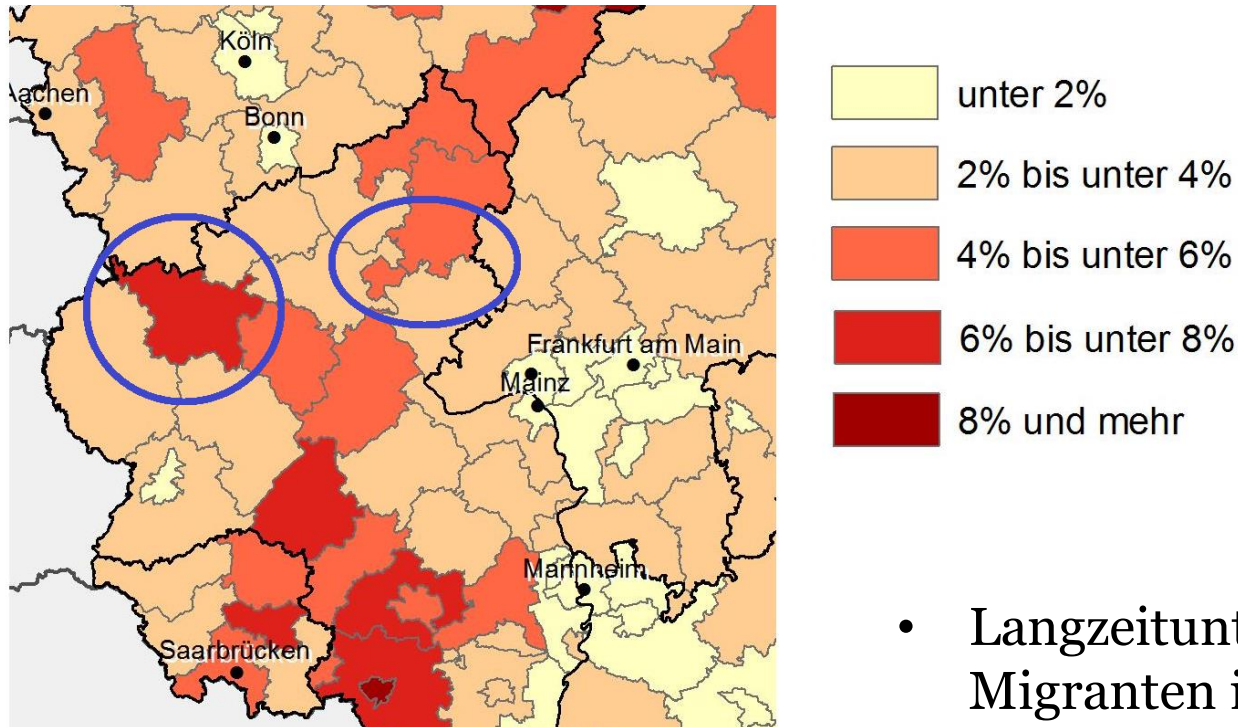 Köln
Aachen
Bonn
Frankfurt am Main
Mainz
Mannheim
Saarbrücken
unter 2%
2% bis unter 4%
4% bis unter 6%
6% bis unter 8%
8% und mehr
• Langzeitunt
Migranten i